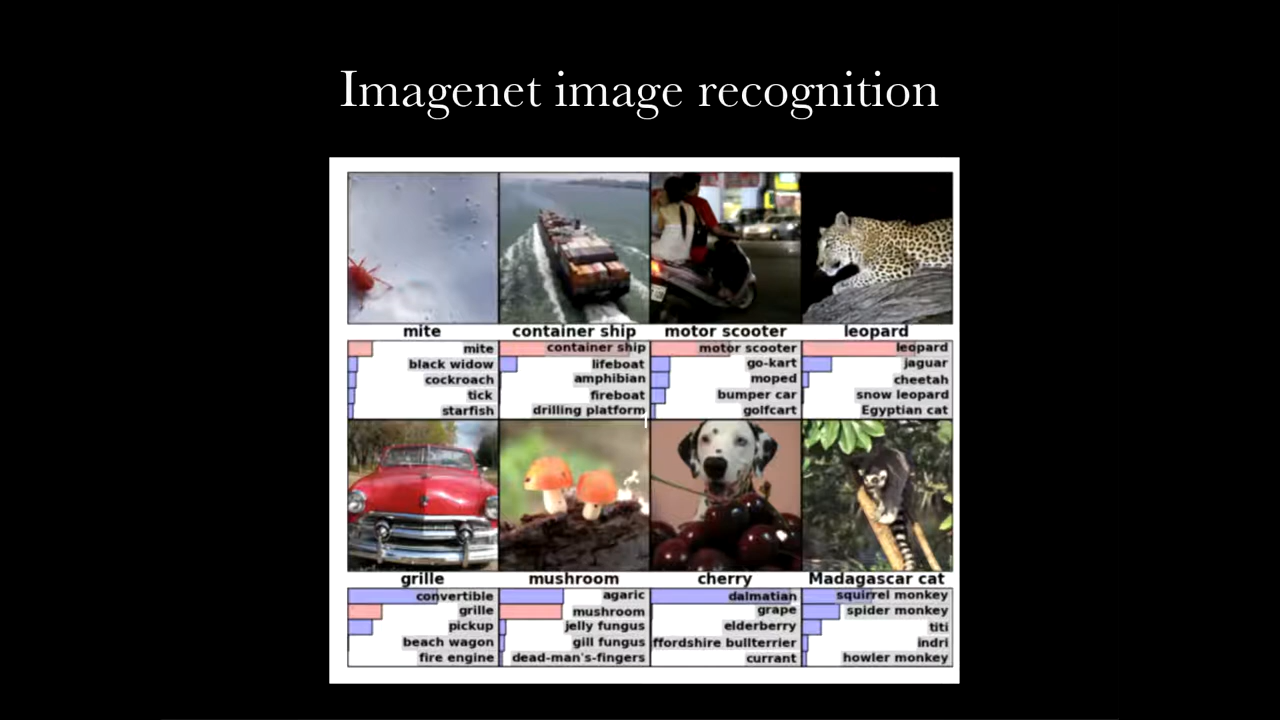 Imagenet image recognition
mite
container ship
motor scooter
leopard
mite
black widow
cockroach
tick
starfish
container ship
lifeboat
amphibian
fireboat
drilling platform
motor scooter
go-kart
moped
bumper car
golfcart
leopard
jaguar
cheetah
snow leopard
Egyptian cat
grille
mushroom
cherry
Madagascar cat
convertible
grille
pickup
beach wagon
fire engine
agaric
mushroom
jelly fungus
gill fungus
dead-man's-fingers
dalmatian
grape
elderberry
ffordshire bullterrier
currant
squirrel monkey
spider monkey
titi
indri
howler monkey